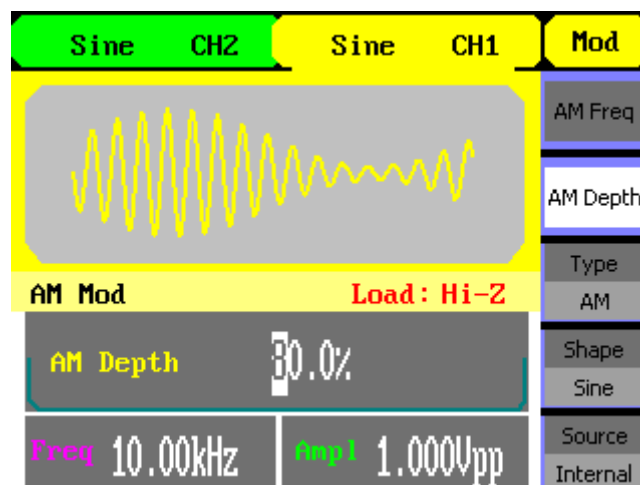 Sine CH2 Sine CH1 Mod
AM Freq
AM Depth
AM Mod Load: Hi-Z
Type
AM
AM Depth 80.0%
Shape
Sine
Freq 10.00kHz Ampl 1.000Vpp
Source
Internal